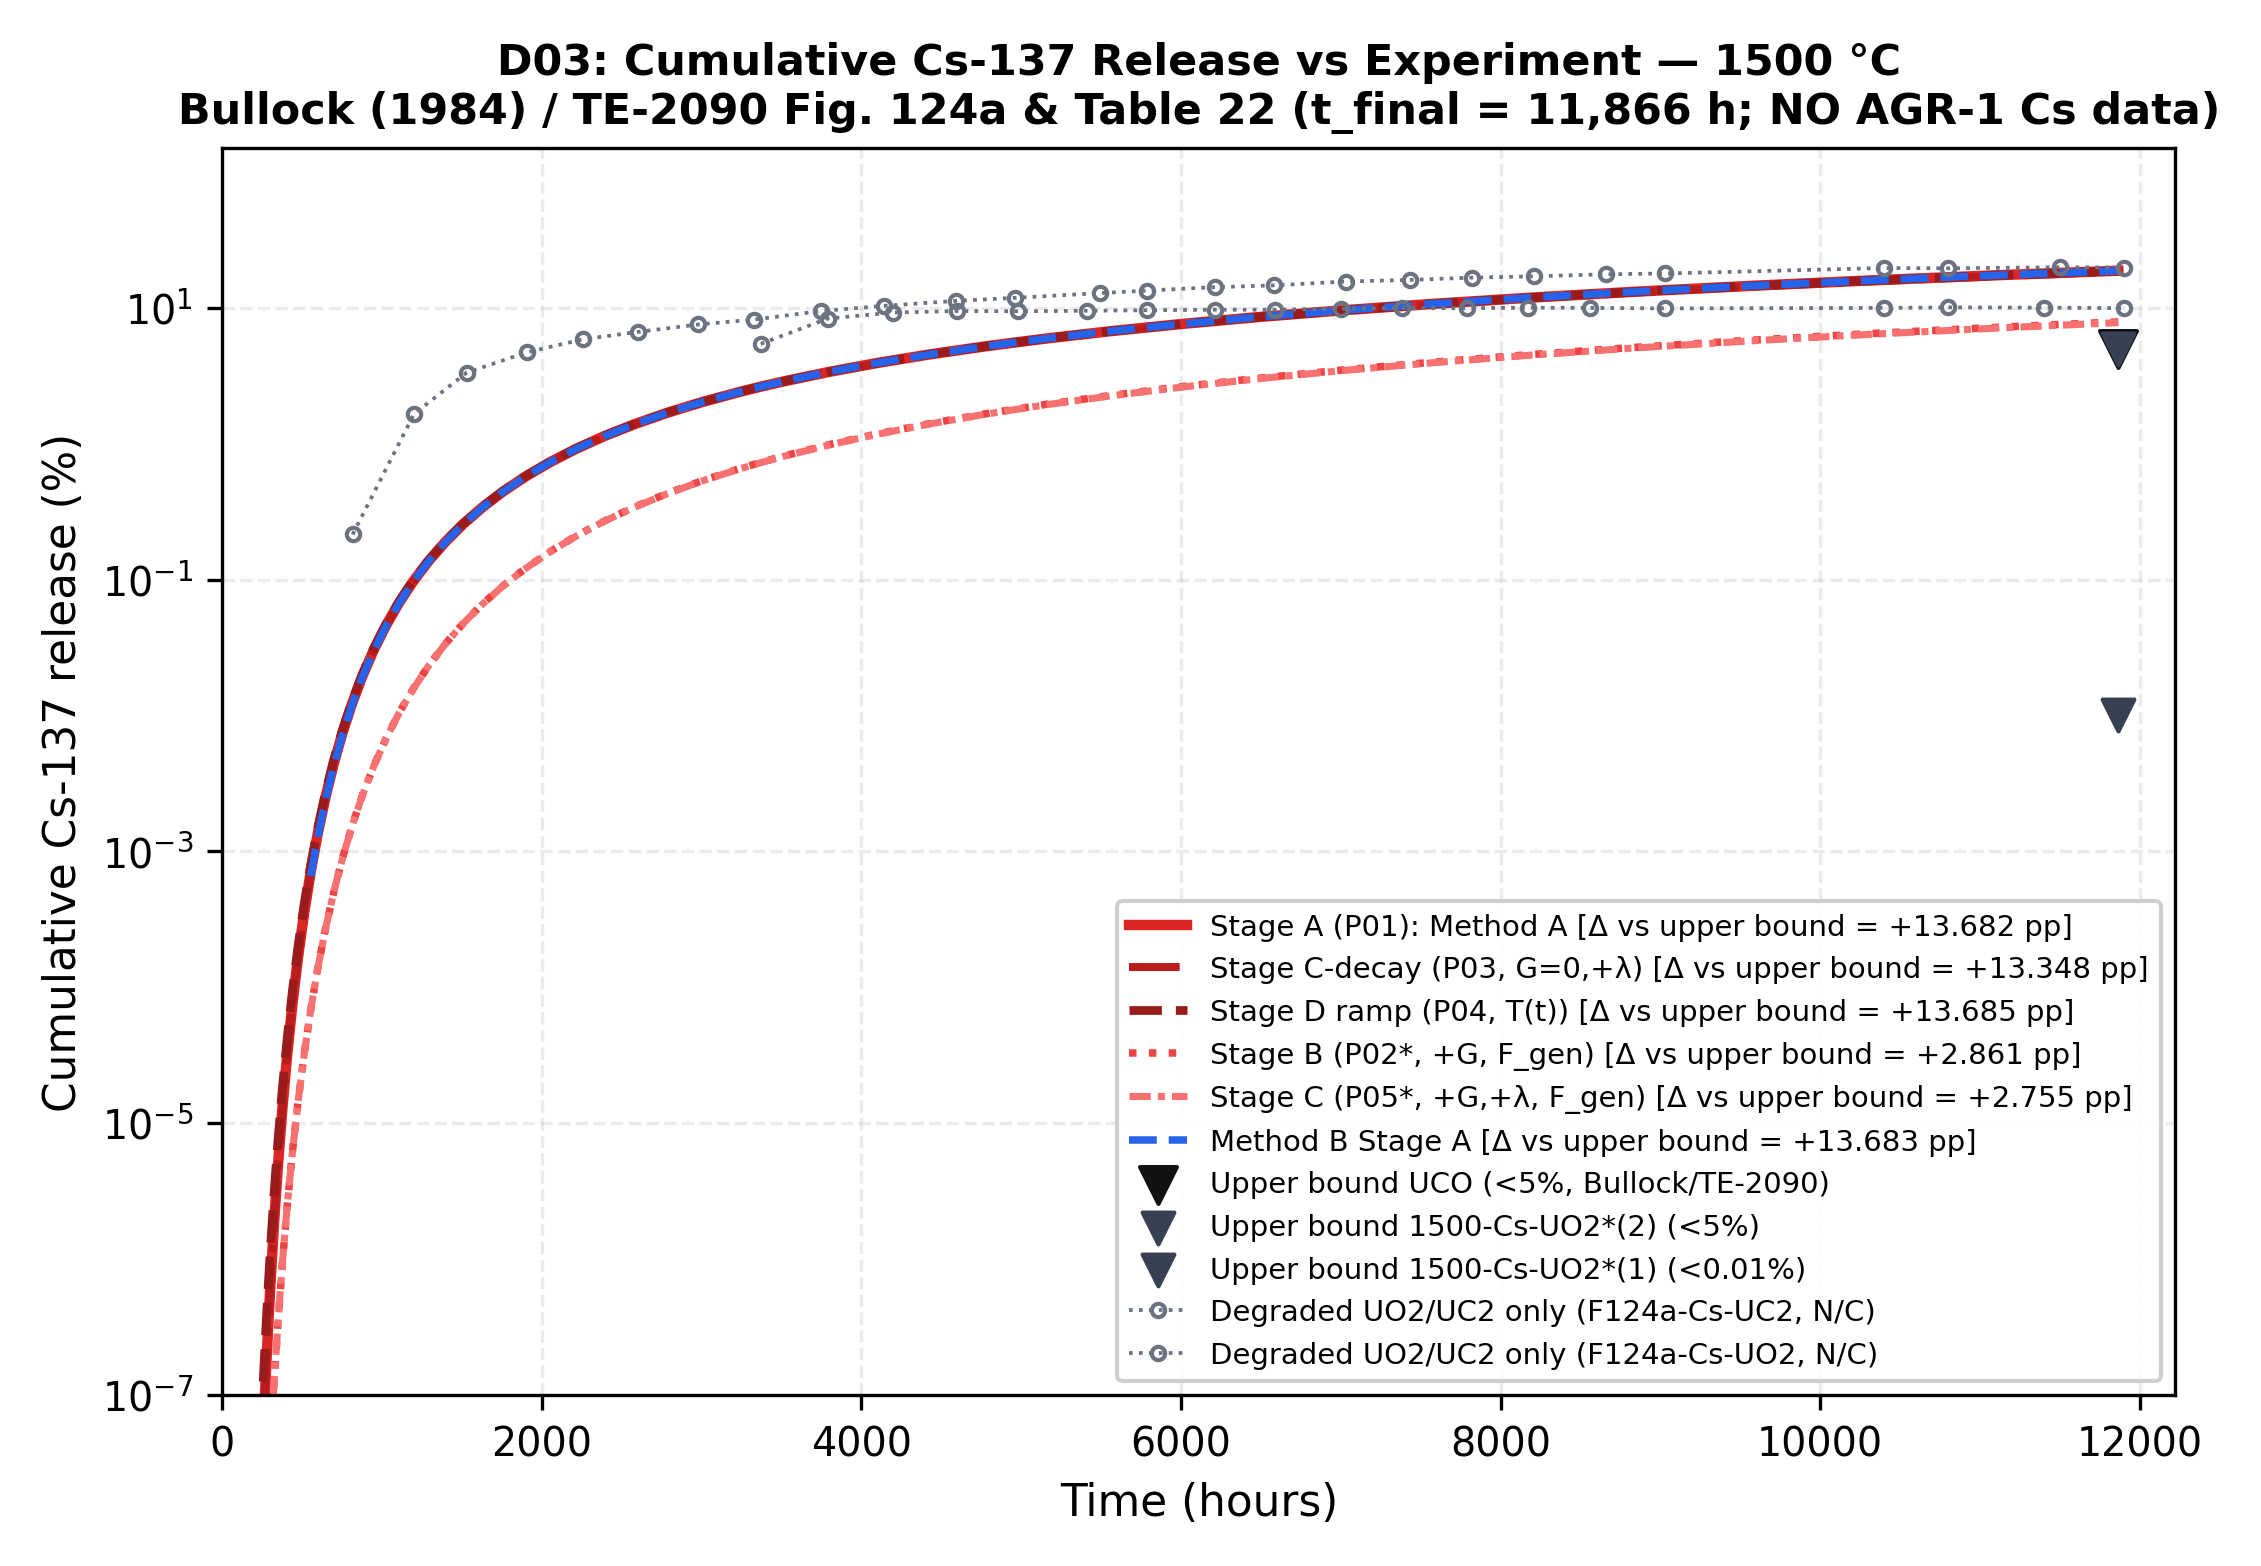 D03: Cumulative Cs-137 Release vs Experiment — 1500 °C
Bullock (1984) / TE-2090 Fig. 124a & Table 22 (t_final = 11,866 h; NO AGR-1 Cs data)
Cumulative Cs-137 release (%)
10¹
10⁻¹
10⁻³
10⁻⁵
10⁻⁷
Stage A (P01): Method A [Δ vs upper bound = +13.682 pp]
Stage C-decay (P03, G=0,+λ) [Δ vs upper bound = +13.348 pp]
Stage D ramp (P04, T(t)) [Δ vs upper bound = +13.685 pp]
Stage B (P02*, +G, F_gen) [Δ vs upper bound = +2.861 pp]
Stage C (P05*, +G,+λ, F_gen) [Δ vs upper bound = +2.755 pp]
Method B Stage A [Δ vs upper bound = +13.683 pp]
Upper bound UCO (<5%, Bullock/TE-2090)
Upper bound 1500-Cs-UO2*(2) (<5%)
Upper bound 1500-Cs-UO2*(1) (<0.01%)
Degraded UO2/UC2 only (F124a-Cs-UC2, N/C)
Degraded UO2/UC2 only (F124a-Cs-UO2, N/C)
0 2000 4000 6000 8000 10000 12000
Time (hours)